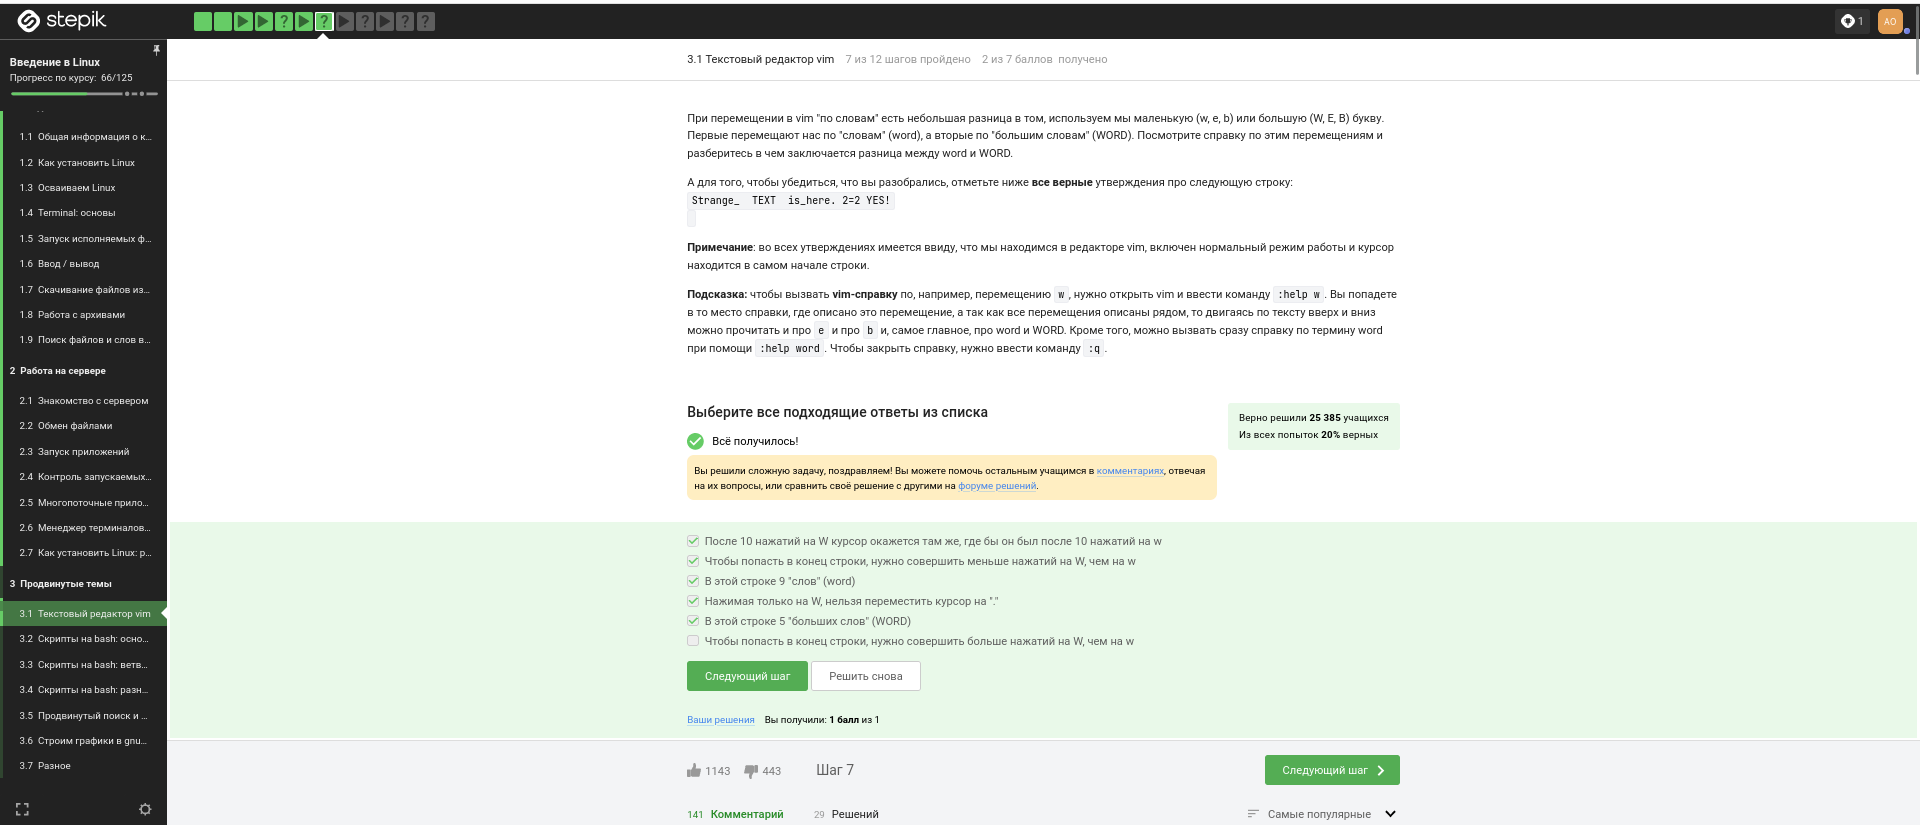 stepik
1
AO
Введение в Linux
Прогресс по курсу: 66/125
1.1 Общая информация о к...
1.2 Как установить Linux
1.3 Осваиваем Linux
1.4 Terminal: основы
1.5 Запуск исполняемых ф...
1.6 Ввод / вывод
1.7 Скачивание файлов из...
1.8 Работа с архивами
1.9 Поиск файлов и слов в...
2 Работа на сервере
2.1 Знакомство с сервером
2.2 Обмен файлами
2.3 Запуск приложений
2.4 Контроль запускаемых...
2.5 Многопоточные прило...
2.6 Менеджер терминалов...
2.7 Как установить Linux: р...
3 Продвинутые темы
3.1 Текстовый редактор vim
3.2 Скрипты на bash: осно...
3.3 Скрипты на bash: ветв...
3.4 Скрипты на bash: разн...
3.5 Продвинутый поиск и ...
3.6 Строим графики в gnu...
3.7 Разное
3.1 Текстовый редактор vim 7 из 12 шагов пройдено 2 из 7 баллов получено
При перемещении в vim "по словам" есть небольшая разница в том, используем мы маленькую (w, e, b) или большую (W, E, B) букву.
Первые перемещают нас по "словам" (word), а вторые по "большим словам" (WORD). Посмотрите справку по этим перемещениям и
разберитесь в чем заключается разница между word и WORD.
А для того, чтобы убедиться, что вы разобрались, отметьте ниже все верные утверждения про следующую строку:
Strange_  TEXT  is_here. 2=2 YES!
Примечание: во всех утверждениях имеется ввиду, что мы находимся в редакторе vim, включен нормальный режим работы и курсор
находится в самом начале строки.
Подсказка: чтобы вызвать vim-справку по, например, перемещению w, нужно открыть vim и ввести команду :help w. Вы попадете
в то место справки, где описано это перемещение, а так как все перемещения описаны рядом, то двигаясь по тексту вверх и вниз
можно прочитать и про e и про b и, самое главное, про word и WORD. Кроме того, можно вызвать сразу справку по термину word
при помощи :help word. Чтобы закрыть справку, нужно ввести команду :q.
Выберите все подходящие ответы из списка
Верно решили 25 385 учащихся
Из всех попыток 20% верных
Всё получилось!
Вы решили сложную задачу, поздравляем! Вы можете помочь остальным учащимся в комментариях, отвечая
на их вопросы, или сравнить своё решение с другими на форуме решений.
После 10 нажатий на W курсор окажется там же, где бы он был после 10 нажатий на w
Чтобы попасть в конец строки, нужно совершить меньше нажатий на W, чем на w
В этой строке 9 "слов" (word)
Нажимая только на W, нельзя переместить курсор на "."
В этой строке 5 "больших слов" (WORD)
Чтобы попасть в конец строки, нужно совершить больше нажатий на W, чем на w
Следующий шаг Решить снова
Ваши решения Вы получили: 1 балл из 1
1143 443 Шаг 7 Следующий шаг
141 Комментарий 29 Решений Самые популярные